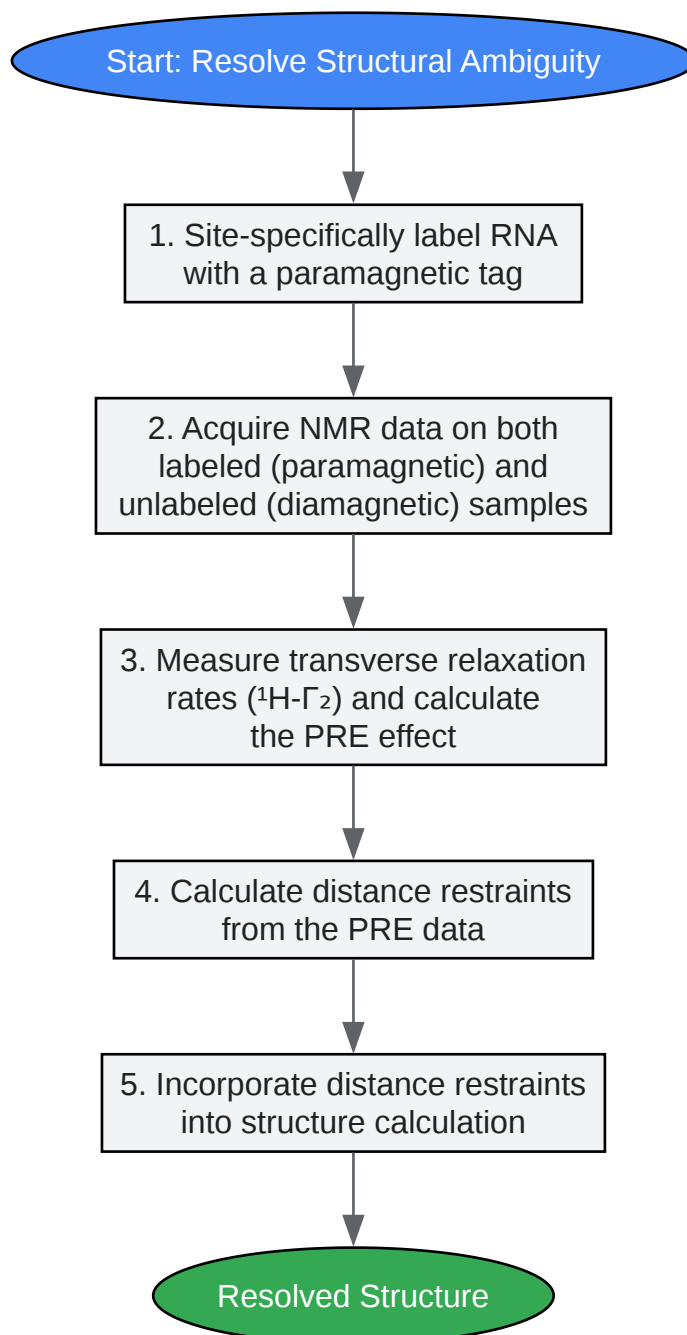 Start: Resolve Structural Ambiguity
1. Site-specifically label RNA
with a paramagnetic tag
2. Acquire NMR data on both
labeled (paramagnetic) and
unlabeled (diamagnetic) samples
3. Measure transverse relaxation
rates (¹H-Γ₂) and calculate
the PRE effect
4. Calculate distance restraints
from the PRE data
5. Incorporate distance restraints
into structure calculation
Resolved Structure